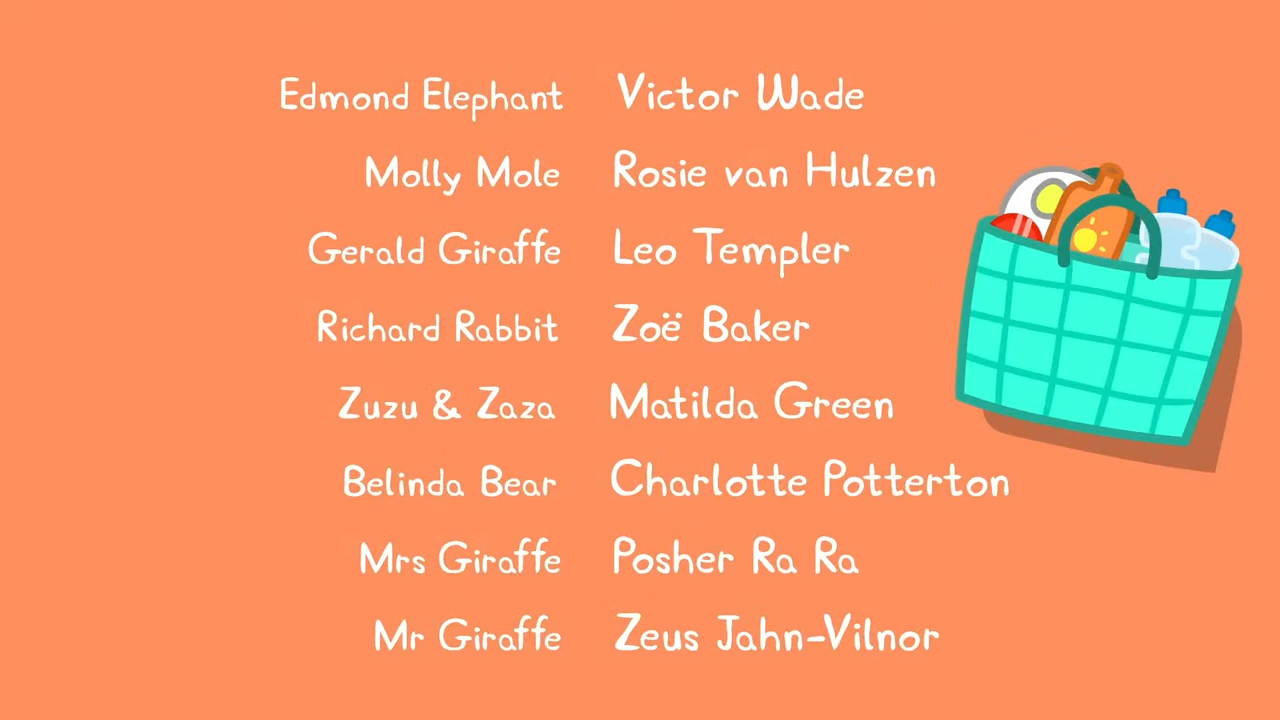 Edmond Elephant Victor Wade
Molly Mole Rosie van Hulzen
Gerald Giraffe Leo Templer
Richard Rabbit Zoë Baker
Zuzu & Zaza Matilda Green
Belinda Bear Charlotte Potterton
Mrs Giraffe Posher Ra Ra
Mr Giraffe Zeus Jahn-Vilnor